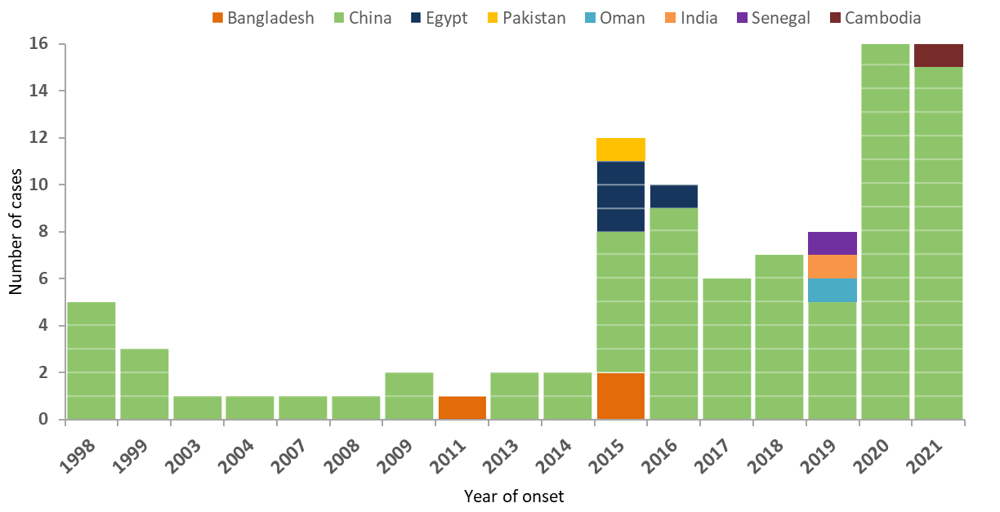 Bangladesh China Egypt Pakistan Oman India Senegal Cambodia
16
14
12
10
8
6
4
2
0
Number of cases
1998 1999 2003 2004 2007 2008 2009 2011 2013 2014 2015 2016 2017 2018 2019 2020 2021
Year of onset